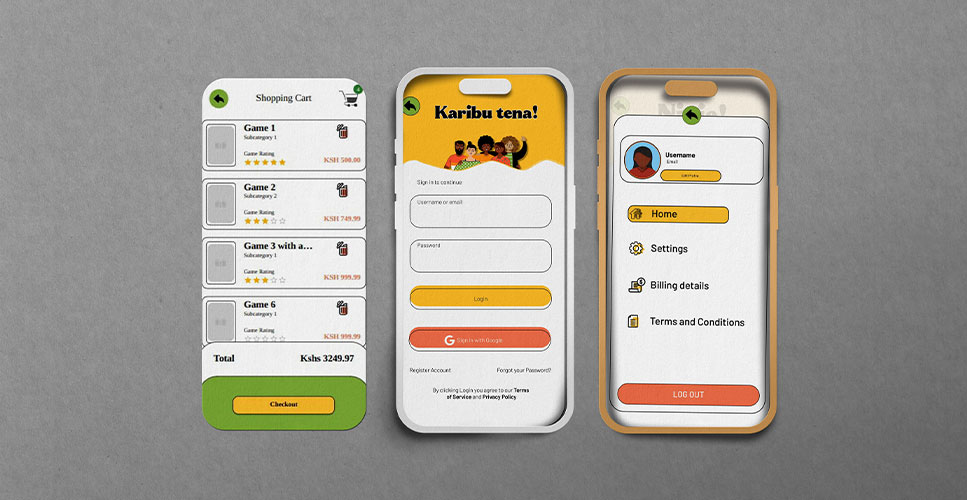 Shopping Cart
4
Game 1
Subcategory 1
Game Rating
KSH 500.00
Game 2
Subcategory 2
Game Rating
KSH 749.99
Game 3 with a...
Subcategory 1
Game Rating
KSH 999.99
Game 6
Subcategory 1
Game Rating
KSH 999.99
Total Kshs 3249.97
Checkout
Karibu tena!
Sign in to continue
Username or email
Password
Login
G Sign in with Google
Register Account Forgot your Password?
By clicking Login you agree to our Terms
of Service and Privacy Policy
Username
Email
Edit Profile
Home
Settings
Billing details
Terms and Conditions
LOG OUT